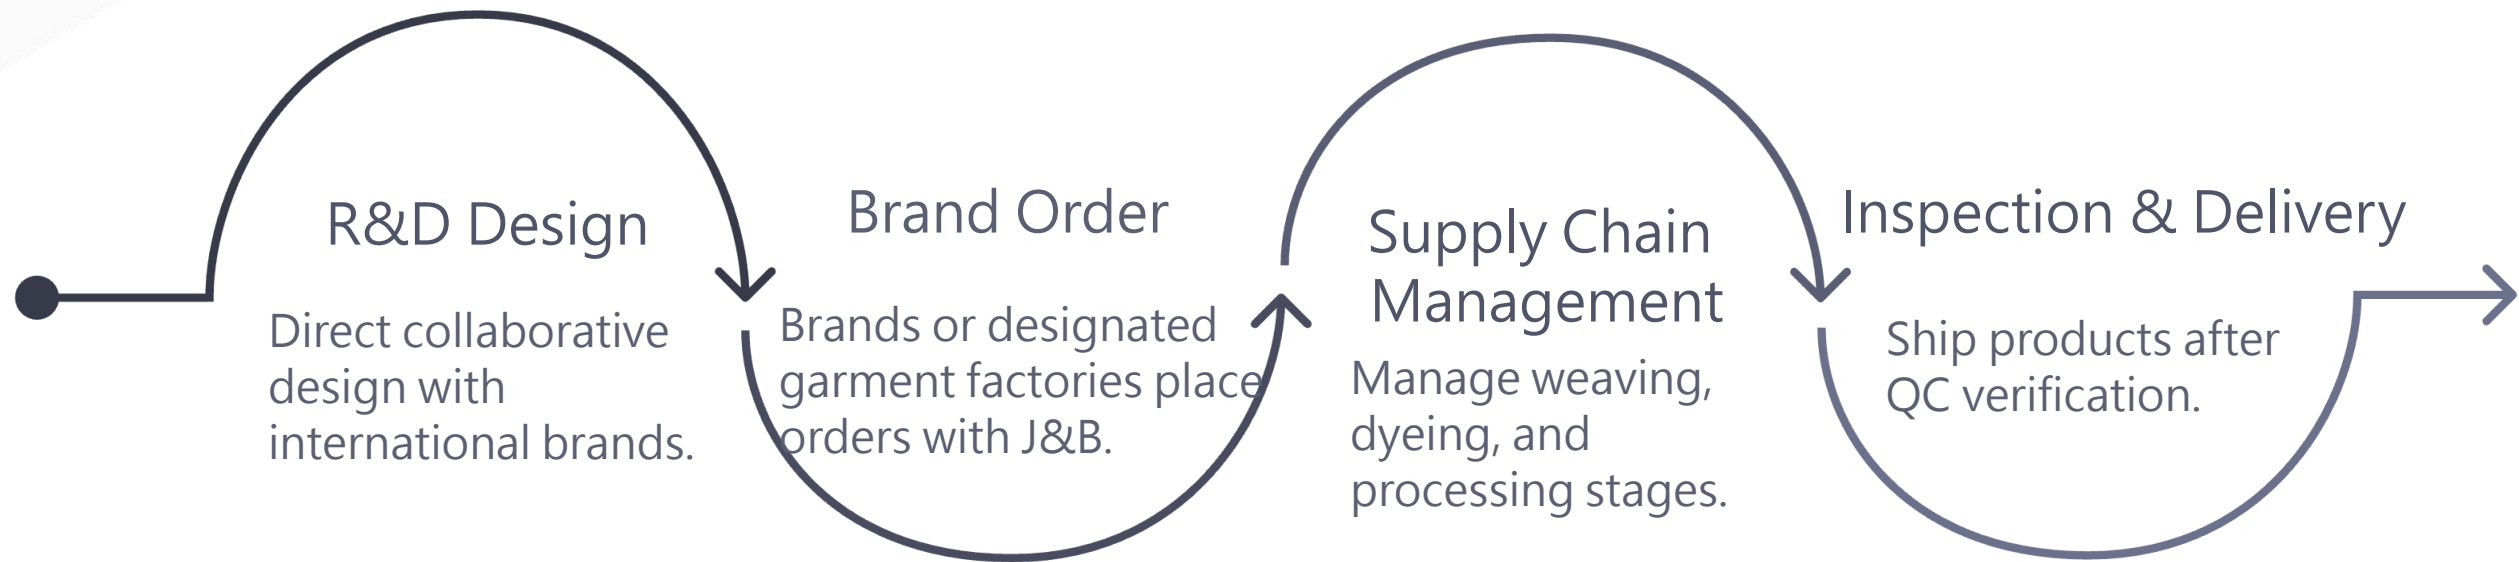 R&D Design
Direct collaborative
design with
international brands.
Brand Order
Brands or designated
garment factories place
orders with J&B.
Supply Chain
Management
Manage weaving,
dyeing, and
processing stages.
Inspection & Delivery
Ship products after
QC verification.